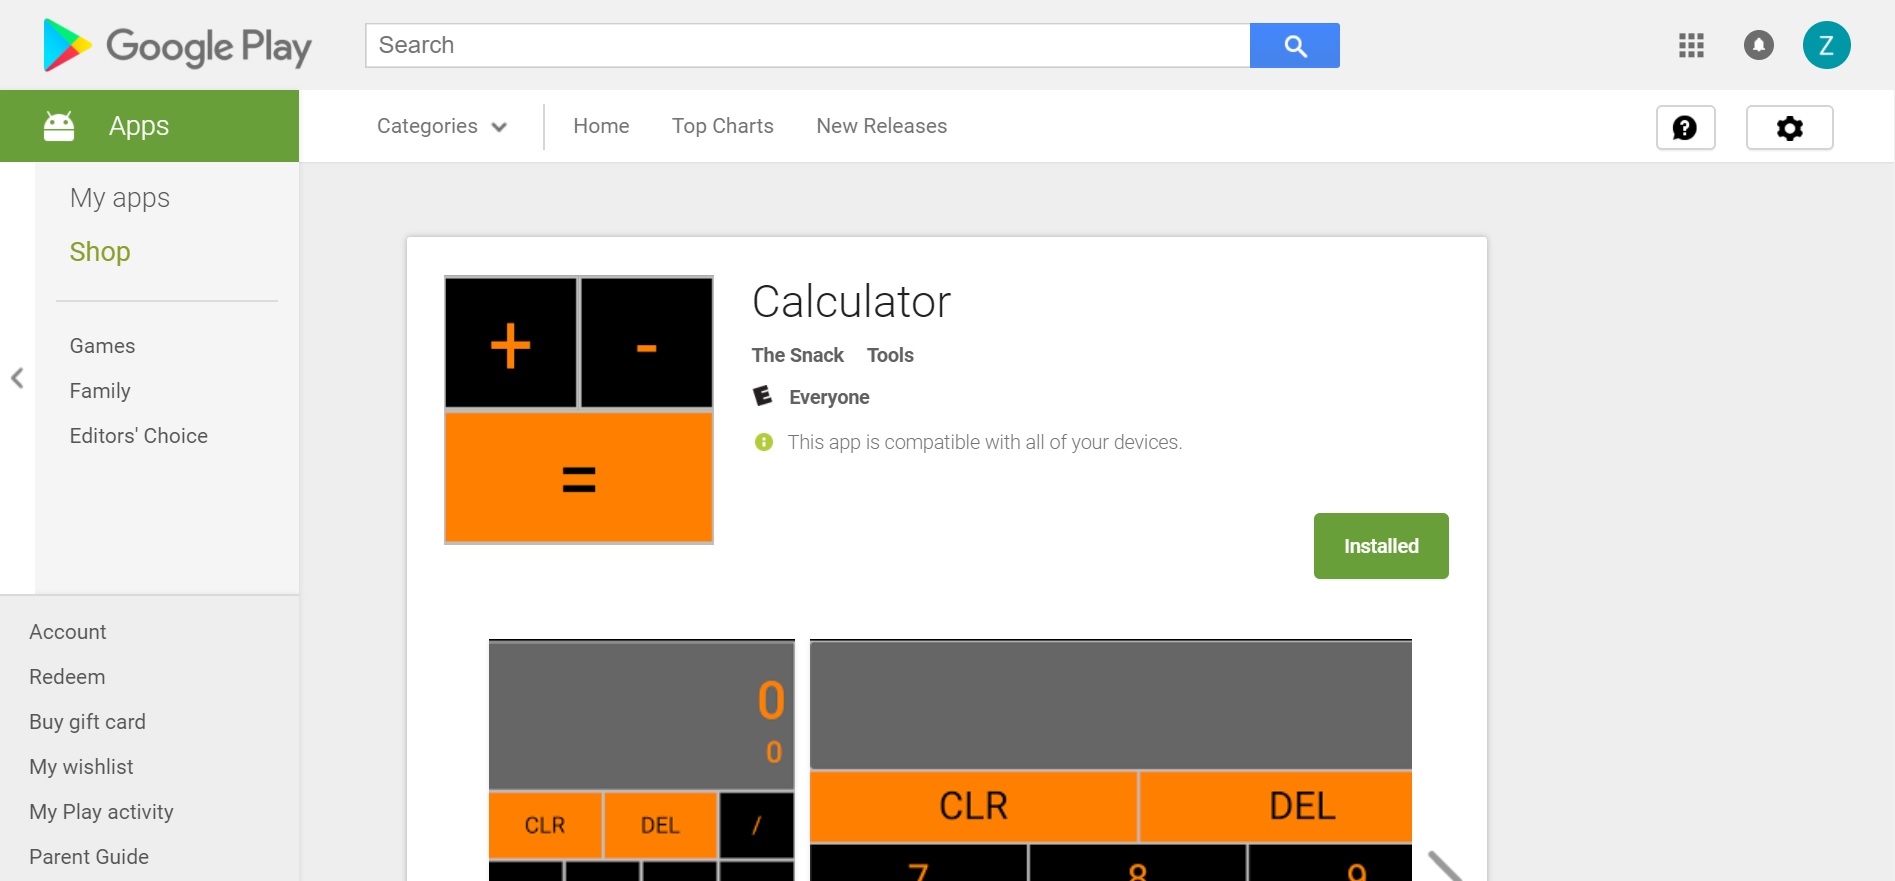 Google Play
Search
Z
Apps
Categories
Home
Top Charts
New Releases
?
My apps
Shop
Games
Family
Editors' Choice
+ -
=
Calculator
The Snack Tools
E Everyone
This app is compatible with all of your devices.
Installed
Account
Redeem
Buy gift card
My wishlist
My Play activity
Parent Guide
0
0
CLR DEL /
CLR DEL
7 8 9